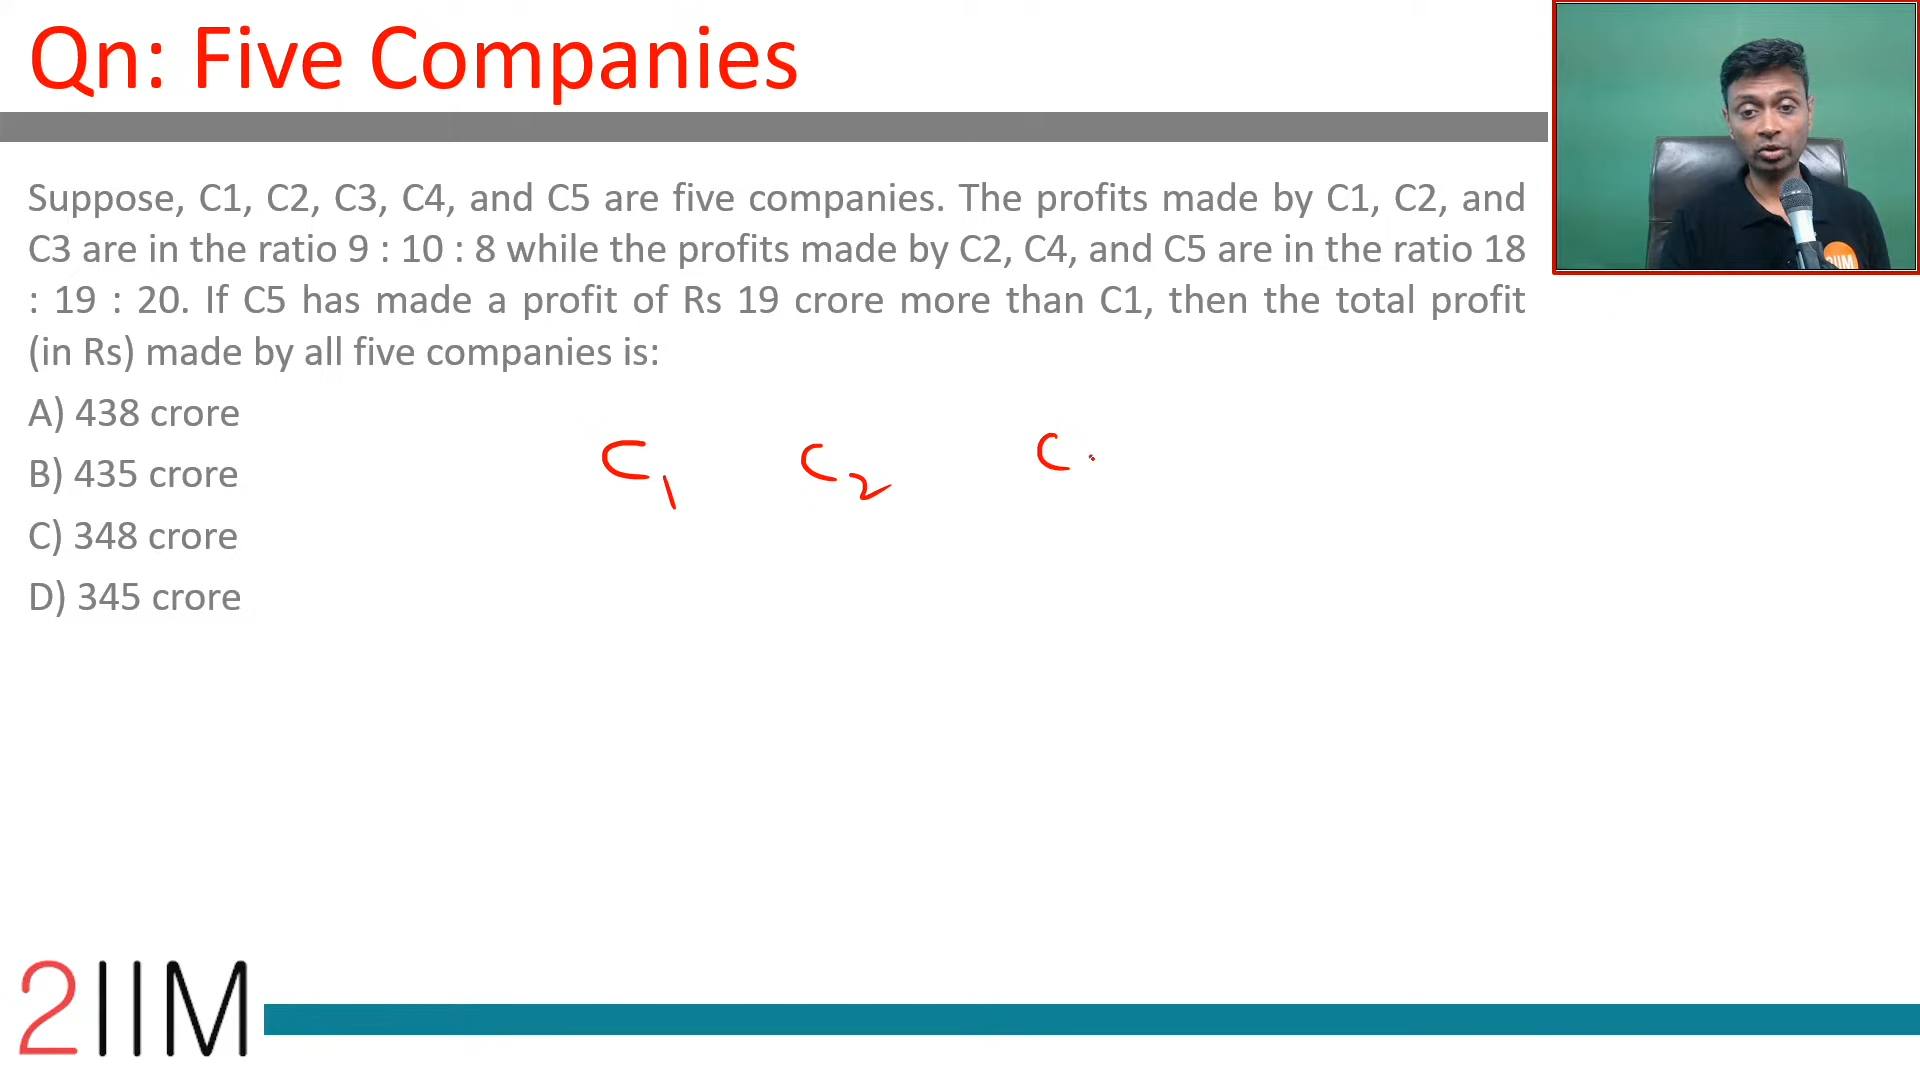 Qn: Five Companies
Suppose, C1, C2, C3, C4, and C5 are five companies. The profits made by C1, C2, and
C3 are in the ratio 9 : 10 : 8 while the profits made by C2, C4, and C5 are in the ratio 18
: 19 : 20. If C5 has made a profit of Rs 19 crore more than C1, then the total profit
(in Rs) made by all five companies is:
A) 438 crore
B) 435 crore
C) 348 crore
D) 345 crore
C1 C2 C
2IIM